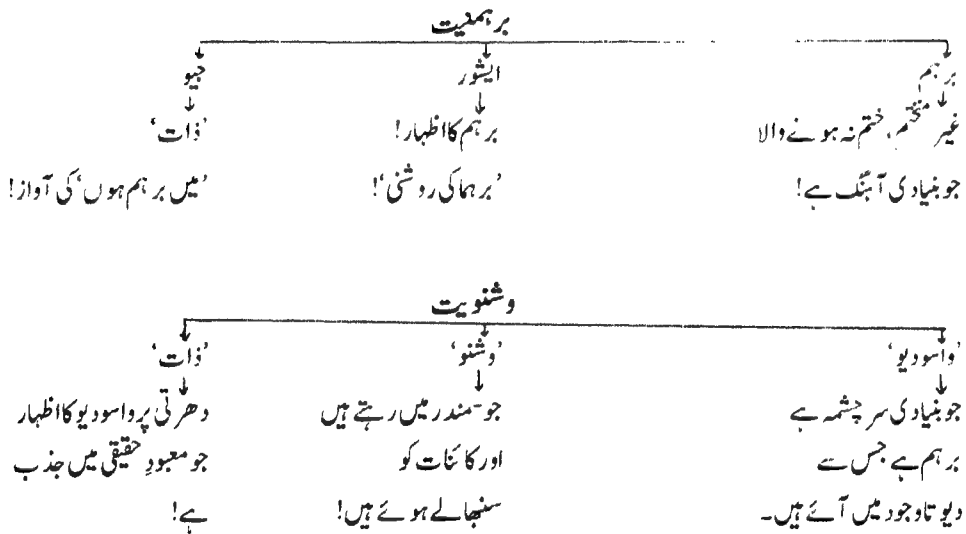 برہمنیت
برہم
غیر مختم، ختم نہ ہونے والا
جو بنیادی آہنگ ہے!
ایشور
برہم کا اظہار!
'برہما کی روشنی'!
جیو
'ذات'
'میں برہم ہوں' کی آواز!
وشنویت
'واسودیو'
جو بنیادی سرچشمہ ہے
برہم ہے جس سے
دیوتا وجود میں آئے ہیں۔
'وشنو'
جو سمندر میں رہتے ہیں
اور کائنات کو
سنبھالے ہوئے ہیں!
'ذات'
دھرتی پر واسودیو کا اظہار
جو معبودِ حقیقی میں جذب
ہے!